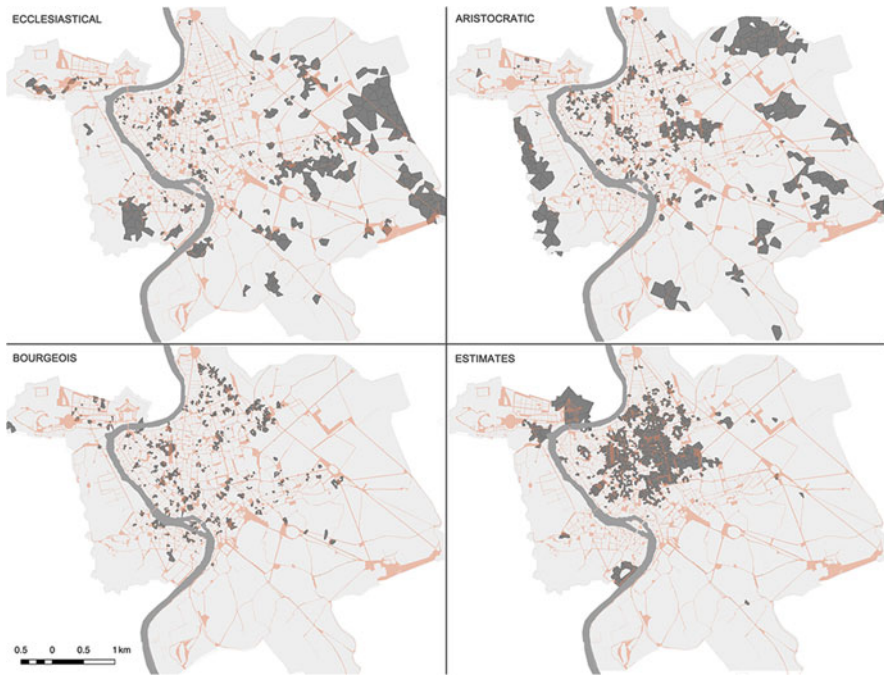 ECCLESIASTICAL
ARISTOCRATIC
BOURGEOIS
ESTIMATES
0.5 0 0.5 1 km